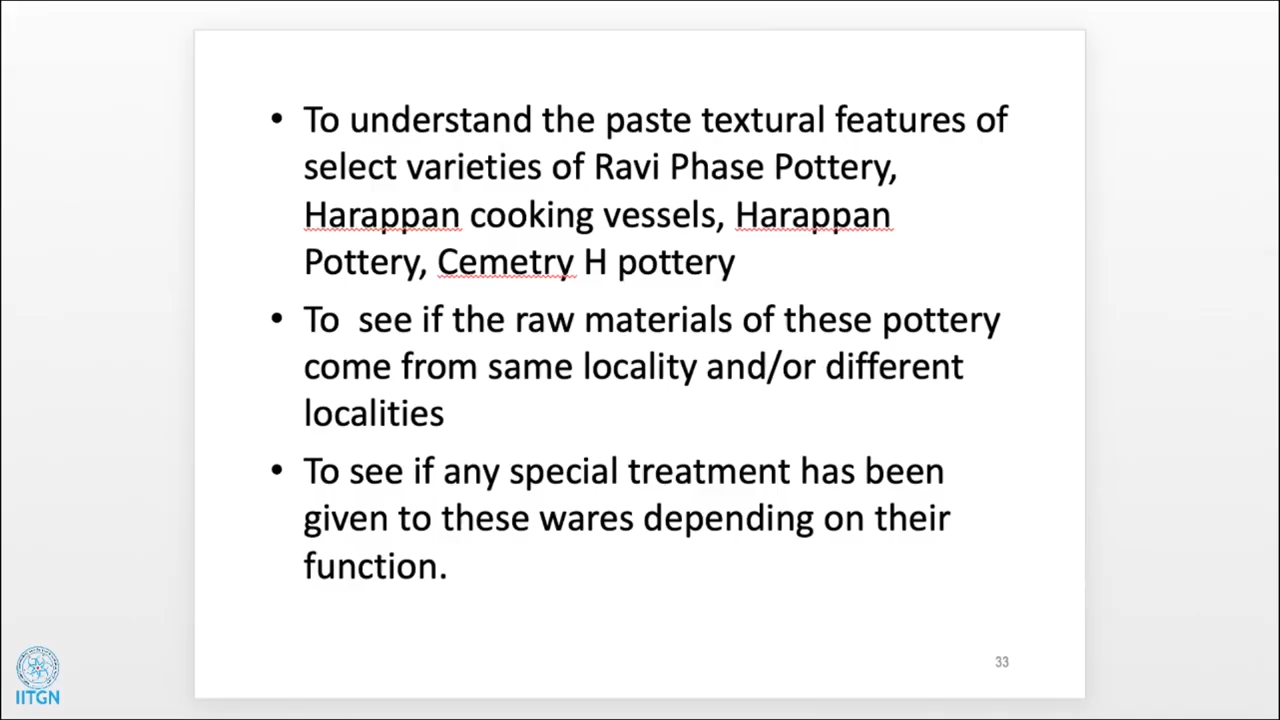 • To understand the paste textural features of
select varieties of Ravi Phase Pottery,
Harappan cooking vessels, Harappan
Pottery, Cemetry H pottery
• To  see if the raw materials of these pottery
come from same locality and/or different
localities
• To see if any special treatment has been
given to these wares depending on their
function.
33
IITGN